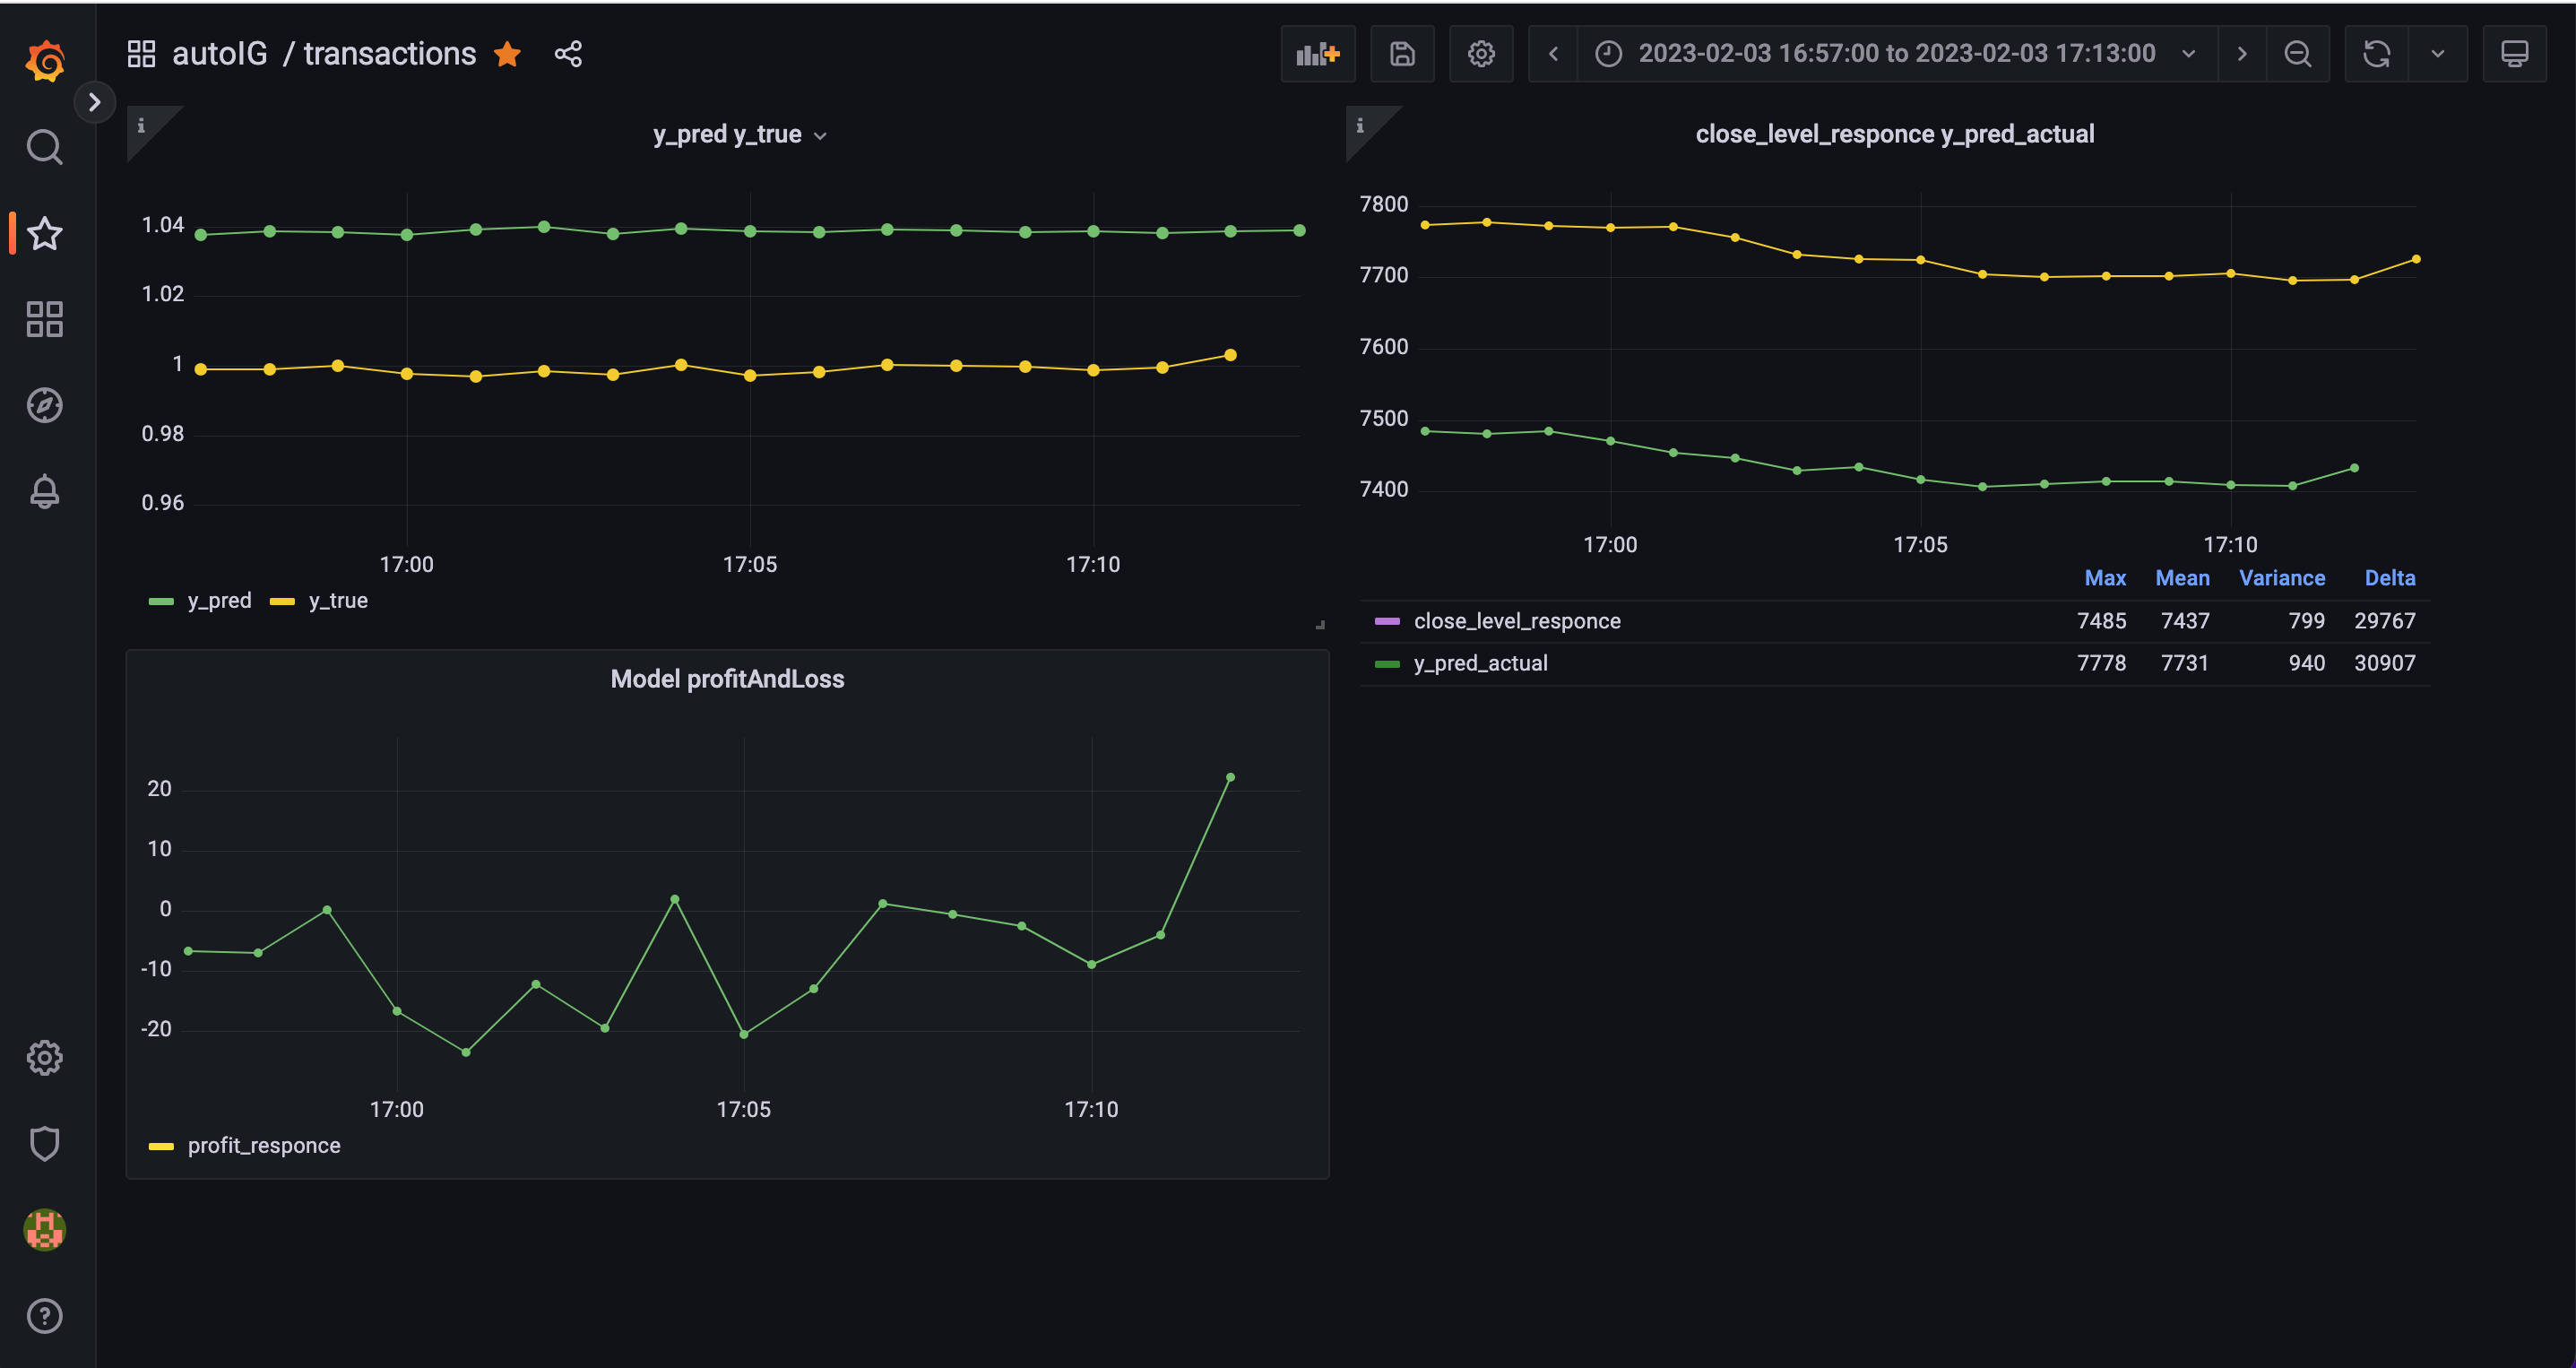 autoIG / transactions
2023-02-03 16:57:00 to 2023-02-03 17:13:00
y_pred y_true
1.04
1.02
1
0.98
0.96
17:00 17:05 17:10
y_pred y_true
close_level_responce y_pred_actual
7800
7700
7600
7500
7400
17:00 17:05 17:10
Max Mean Variance Delta
close_level_responce 7485 7437 799 29767
y_pred_actual 7778 7731 940 30907
Model profitAndLoss
20
10
0
-10
-20
17:00 17:05 17:10
profit_responce